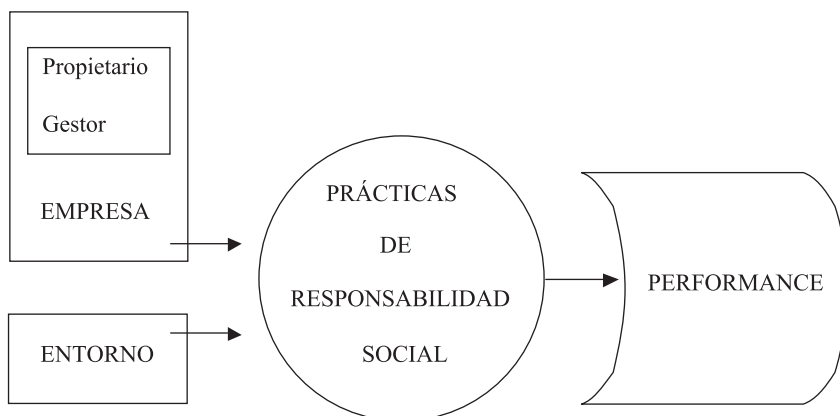 Propietario
Gestor
EMPRESA
ENTORNO
PRÁCTICAS
DE
RESPONSABILIDAD
SOCIAL
PERFORMANCE